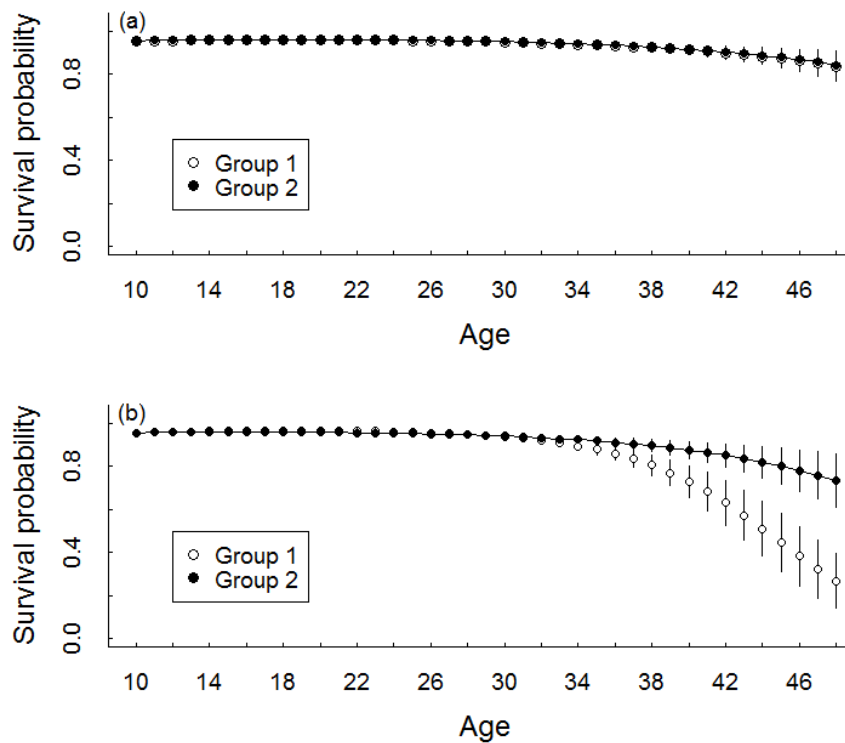 (a)
Survival probability
0.8
0.4
0.0
Group 1
Group 2
10 14 18 22 26 30 34 38 42 46
Age
(b)
Survival probability
0.8
0.4
0.0
Group 1
Group 2
10 14 18 22 26 30 34 38 42 46
Age